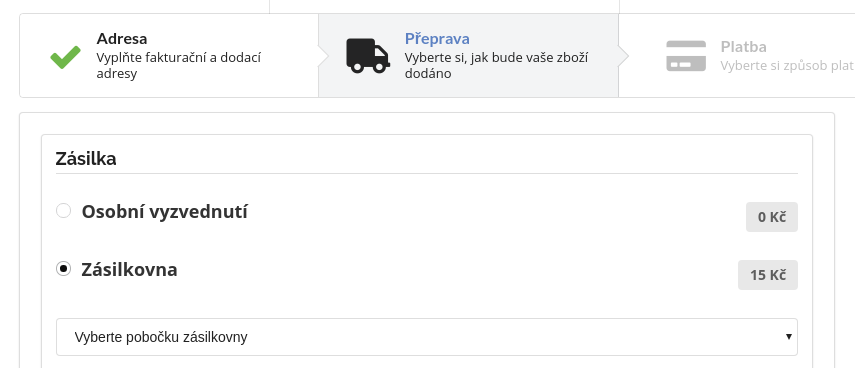 Adresa
Vyplňte fakturační a dodací
adresy
Přeprava
Vyberte si, jak bude vaše zboží
dodáno
Platba
Vyberte si způsob plat
Zásilka
Osobní vyzvednutí
0 Kč
Zásilkovna
15 Kč
Vyberte pobočku zásilkovny